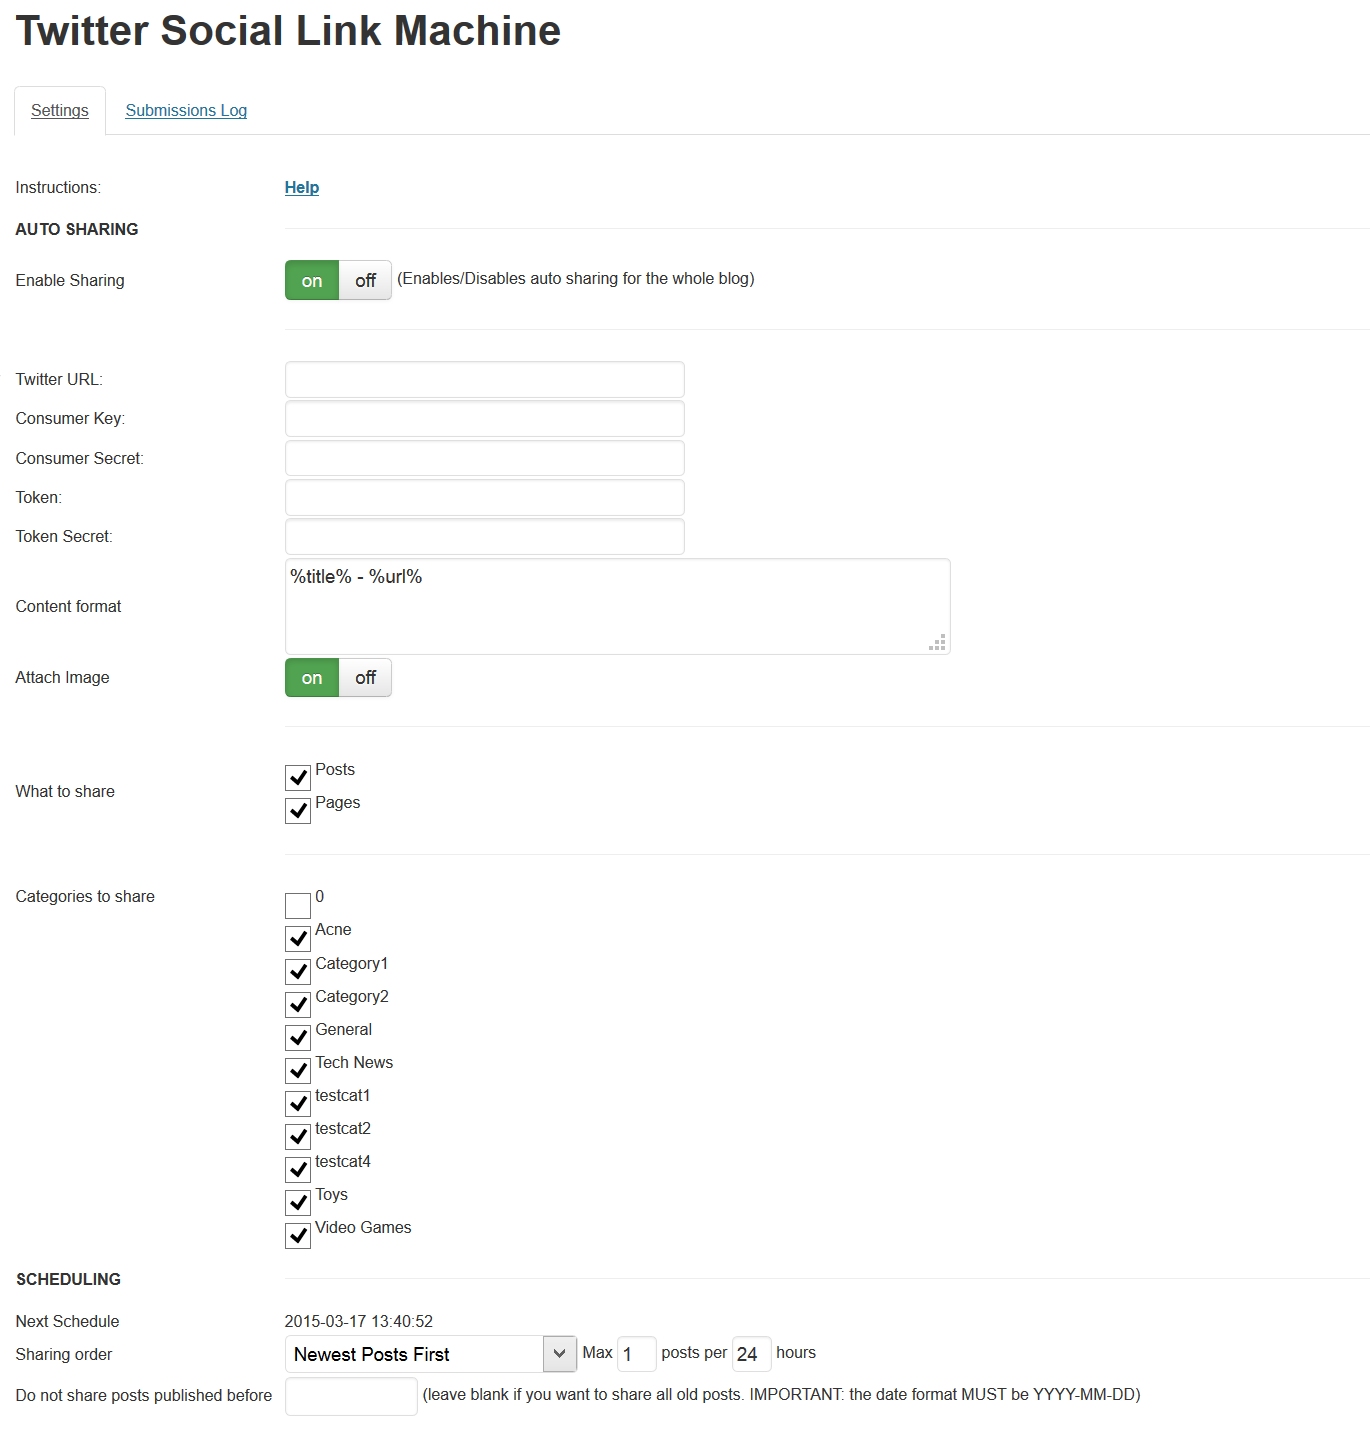 Twitter Social Link Machine
Settings Submissions Log
Instructions: Help
AUTO SHARING
Enable Sharing on off (Enables/Disables auto sharing for the whole blog)
Twitter URL:
Consumer Key:
Consumer Secret:
Token:
Token Secret:
%title% - %url%
Content format
Attach Image on off
Posts
What to share
Pages
Categories to share 0
Acne
Category1
Category2
General
Tech News
testcat1
testcat2
testcat4
Toys
Video Games
SCHEDULING
Next Schedule 2015-03-17 13:40:52
Sharing order Newest Posts First Max 1 posts per 24 hours
Do not share posts published before (leave blank if you want to share all old posts. IMPORTANT: the date format MUST be YYYY-MM-DD)